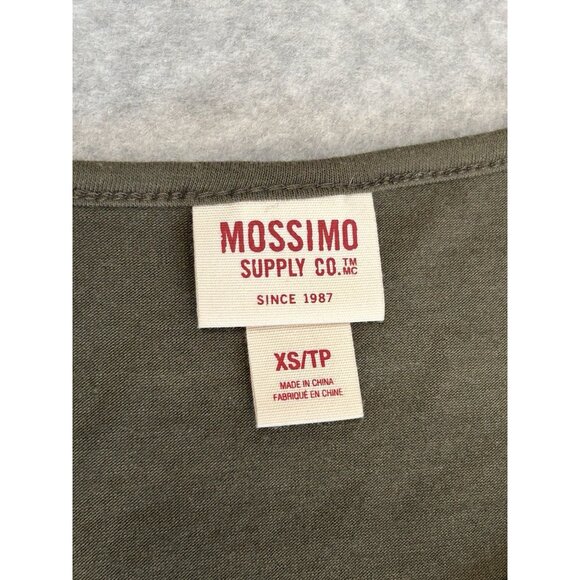 MOSSIMO
SUPPLY CO.™ MC
SINCE 1987
XS/TP
MADE IN CHINA
FABRIQUÉ EN CHINE